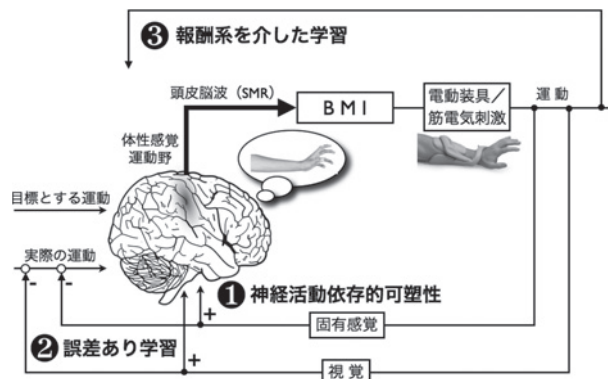 ❸ 報酬系を介した学習
頭皮脳波（SMR）
BMI
電動装具／
筋電気刺激
運動
体性感覚
運動野
目標とする運動
実際の運動
-
-
❶ 神経活動依存的可塑性
+
固有感覚
❷ 誤差あり学習
+
視覚